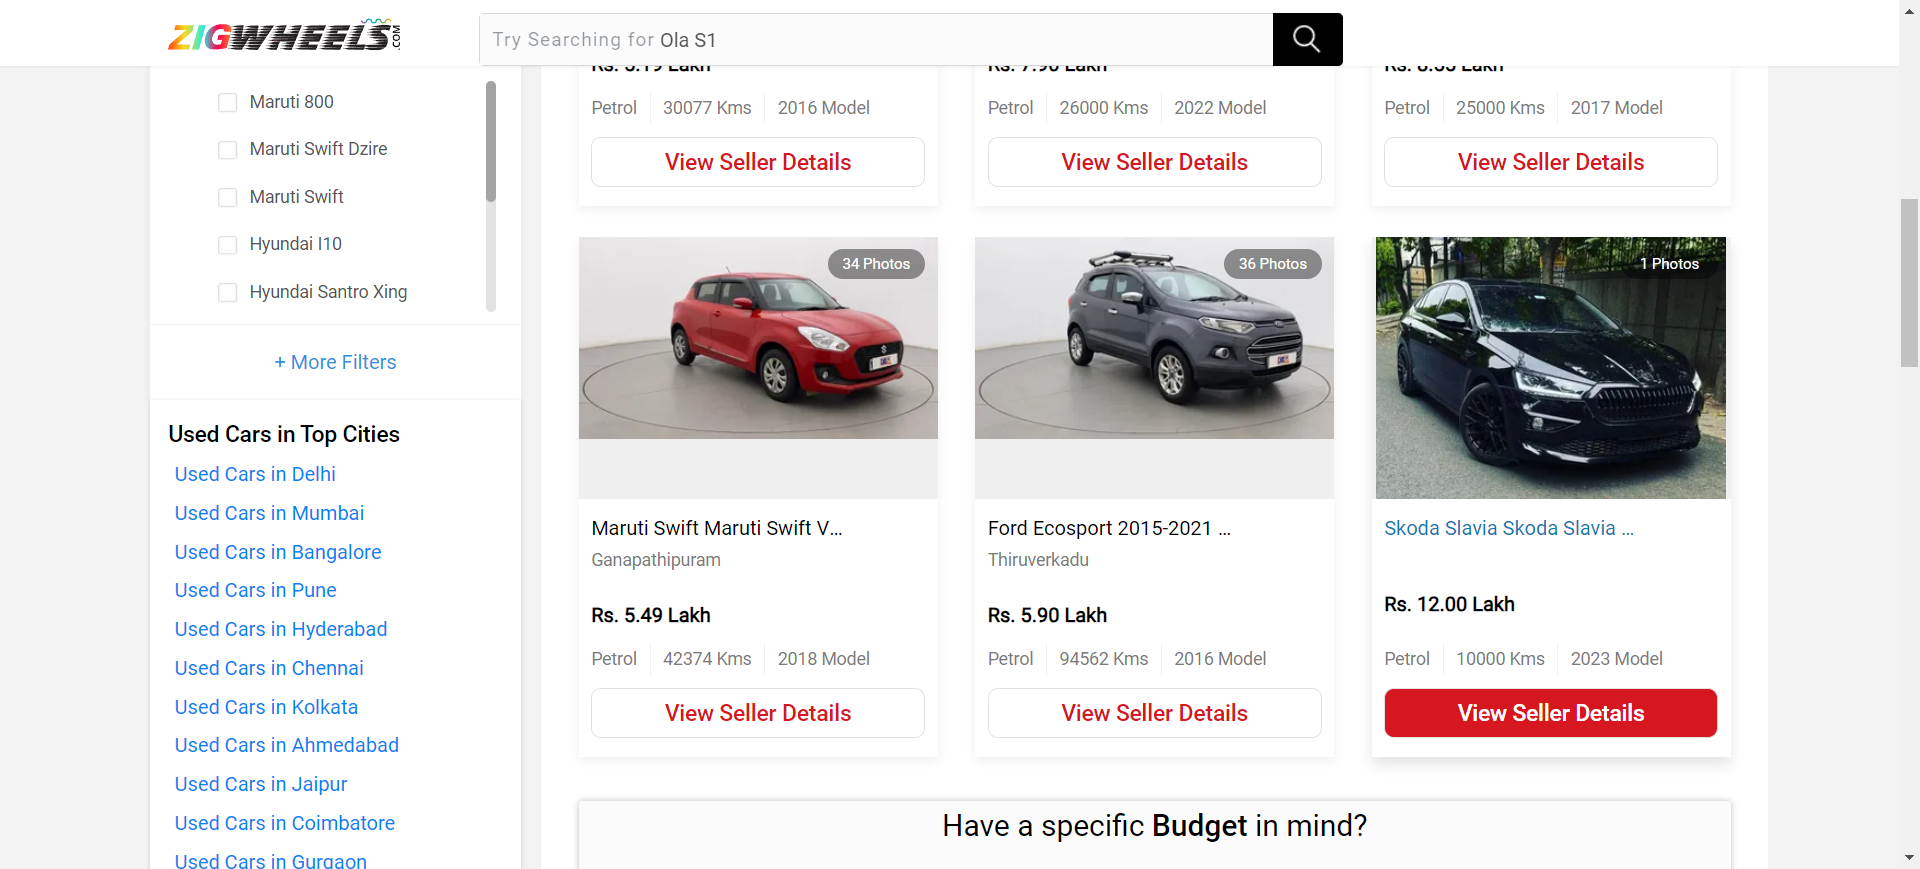 ZIGWHEELS.COM
Try Searching for Ola S1
Maruti 800
Maruti Swift Dzire
Maruti Swift
Hyundai I10
Hyundai Santro Xing
+ More Filters
Used Cars in Top Cities
Used Cars in Delhi
Used Cars in Mumbai
Used Cars in Bangalore
Used Cars in Pune
Used Cars in Hyderabad
Used Cars in Chennai
Used Cars in Kolkata
Used Cars in Ahmedabad
Used Cars in Jaipur
Used Cars in Coimbatore
Used Cars in Gurgaon
Petrol 30077 Kms 2016 Model
View Seller Details
Petrol 26000 Kms 2022 Model
View Seller Details
Petrol 25000 Kms 2017 Model
View Seller Details
34 Photos
Maruti Swift Maruti Swift V...
Ganapathipuram
Rs. 5.49 Lakh
Petrol 42374 Kms 2018 Model
View Seller Details
36 Photos
Ford Ecosport 2015-2021 ...
Thiruverkadu
Rs. 5.90 Lakh
Petrol 94562 Kms 2016 Model
View Seller Details
1 Photos
Skoda Slavia Skoda Slavia ...
Rs. 12.00 Lakh
Petrol 10000 Kms 2023 Model
View Seller Details
Have a specific Budget in mind?